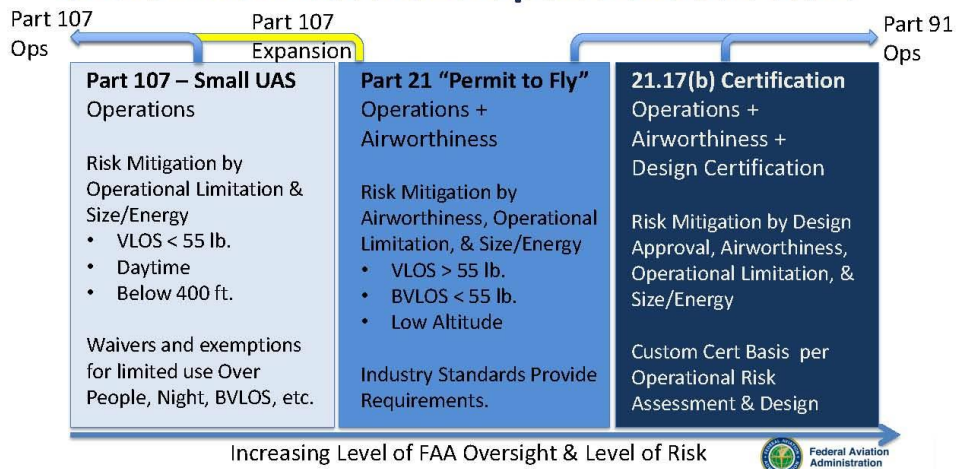 Part 107
Ops
Part 107
Expansion
Part 91
Ops
Part 107 – Small UAS
Operations
Risk Mitigation by
Operational Limitation &
Size/Energy
• VLOS < 55 lb.
• Daytime
• Below 400 ft.
Waivers and exemptions
for limited use Over
People, Night, BVLOS, etc.
Part 21 “Permit to Fly”
Operations +
Airworthiness
Risk Mitigation by
Airworthiness, Operational
Limitation, & Size/Energy
• VLOS > 55 lb.
• BVLOS < 55 lb.
• Low Altitude
Industry Standards Provide
Requirements.
21.17(b) Certification
Operations +
Airworthiness +
Design Certification
Risk Mitigation by Design
Approval, Airworthiness,
Operational Limitation, &
Size/Energy
Custom Cert Basis per
Operational Risk
Assessment & Design
Increasing Level of FAA Oversight & Level of Risk
Federal Aviation
Administration